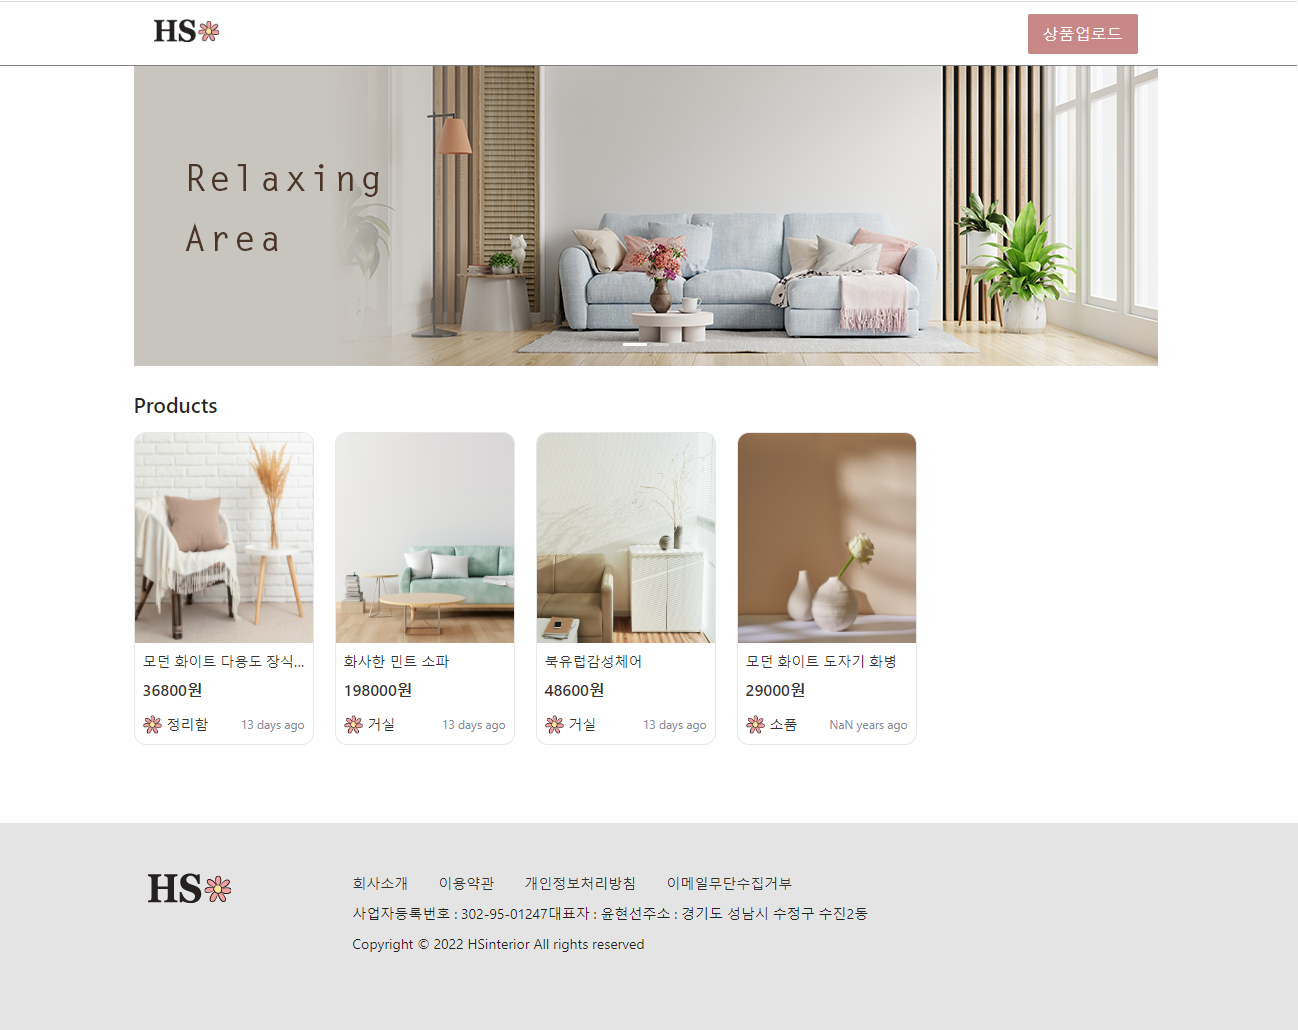 HS
상품업로드
Relaxing
Area
Products
모던 화이트 다용도 장식...
36800원
정리함 13 days ago
화사한 민트 소파
198000원
거실 13 days ago
북유럽감성체어
48600원
거실 13 days ago
모던 화이트 도자기 화병
29000원
소품 NaN years ago
HS
회사소개 이용약관 개인정보처리방침 이메일무단수집거부
사업자등록번호 : 302-95-01247대표자 : 윤현선주소 : 경기도 성남시 수정구 수진2동
Copyright © 2022 HSinterior All rights reserved